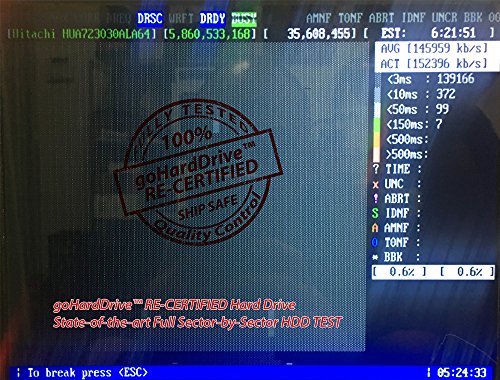 DREQ DRSC WRFT DRDY BUSY AMNF TONF ABRT IDNF UNCR BBK
[Hitachi HUA723030ALA64] [5,860,533,168] [ 35,608,455] [ EST: 6:21:51 ]
AVG [145959 kb/s]
ACT [152396 kb/s]
<3ms : 139166
<10ms : 372
<50ms : 99
<150ms: 7
<500ms:
>500ms:
? TIME :
x UNC :
! ABRT :
S IDNF :
A AMNF :
0 TONF :
* BBK :
[ 0.6% ] [ 0.6% ]
FULLY TESTED
100%
goHardDrive™
RE-CERTIFIED
SHIP SAFE
Quality Control
goHardDrive™ RE-CERTIFIED Hard Drive
State-of-the-art Full Sector-by-Sector HDD TEST
¦ To break press <ESC> ¦ 05:24:33